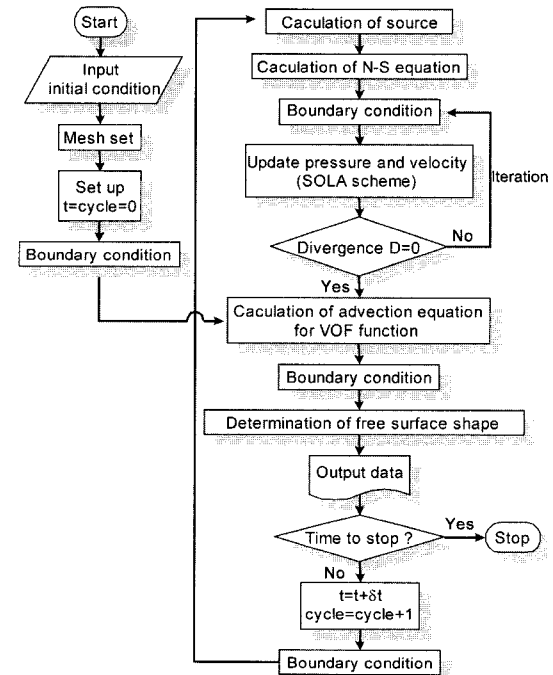 Start
Input
initial condition
Mesh set
Set up
t=cycle=0
Boundary condition
Caculation of source
Caculation of N-S equation
Boundary condition
Update pressure and velocity
(SOLA scheme)
Iteration
Divergence D=0
No
Yes
Caculation of advection equation
for VOF function
Boundary condition
Determination of free surface shape
Output data
Time to stop ?
Yes
Stop
No
t=t+δt
cycle=cycle+1
Boundary condition